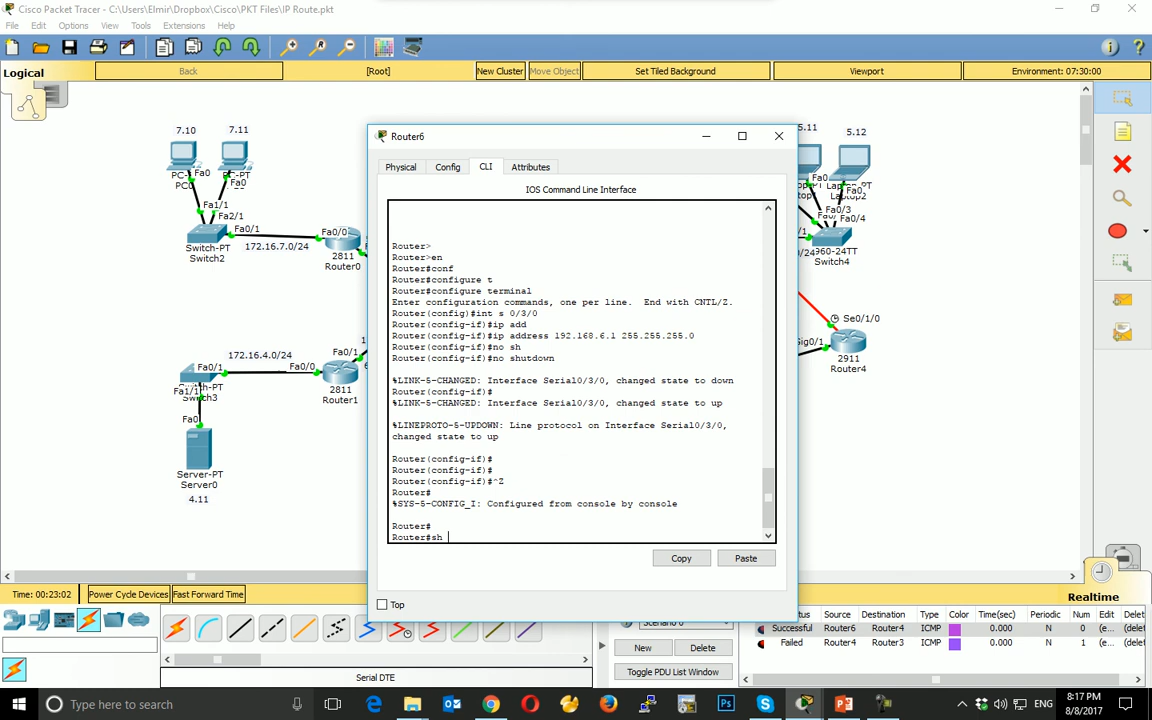 Cisco Packet Tracer - C:\Users\Elmir\Dropbox\Cisco\PKT Files\IP Route.pkt
File Edit Options View Tools Extensions Help
Logical Back [Root] New Cluster Move Object Set Tiled Background Viewport Environment: 07:30:00
7.10 7.11
PC0
Fa0
Fa0
Fa1/1
Fa2/1
Fa0/1
172.16.7.0/24
Fa0/0
Switch-PT
Switch2
2811
Router0
172.16.4.0/24
Fa0/1
Fa0/1
Fa0/0
Switch3
Fa1/1
2811
Router1
Fa0
Server-PT
Server0
4.11
Router6
Physical Config CLI Attributes
IOS Command Line Interface
Router>
Router>en
Router#conf
Router#configure t
Router#configure terminal
Enter configuration commands, one per line. End with CNTL/Z.
Router(config)#int s 0/3/0
Router(config-if)#ip add
Router(config-if)#ip address 192.168.6.1 255.255.255.0
Router(config-if)#no sh
Router(config-if)#no shutdown
%LINK-5-CHANGED: Interface Serial0/3/0, changed state to down
Router(config-if)#
%LINK-5-CHANGED: Interface Serial0/3/0, changed state to up
%LINEPROTO-5-UPDOWN: Line protocol on Interface Serial0/3/0,
changed state to up
Router(config-if)#
Router(config-if)#
Router(config-if)#^Z
Router#
%SYS-5-CONFIG_I: Configured from console by console
Router#
Router#sh
Copy Paste
Top
5.11 5.12
Fa0
Fa0
Laptop2
Fa0/3
Fa0/4
960-24TT
Switch4
Se0/1/0
2911
Router4
Time: 00:23:02 Power Cycle Devices Fast Forward Time
Realtime
Serial DTE
New Delete
Toggle PDU List Window
Source Destination Type Color Time(sec) Periodic Num Edit
Successful Router6 Router4 ICMP 0.000 N 0 (e...
Failed Router4 Router3 ICMP 0.000 N 1 (e...
Type here to search
ENG
8:17 PM
8/8/2017